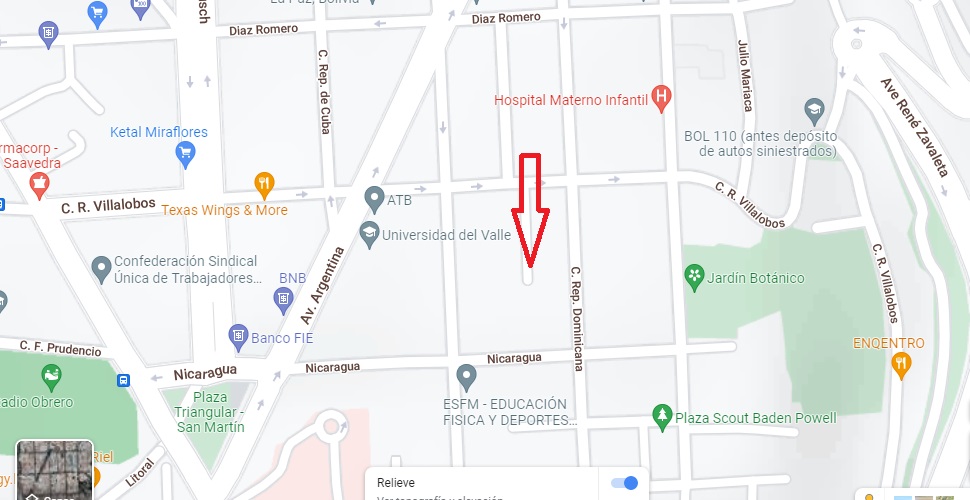 La Paz, Bolivia
Diaz Romero
Diaz Romero
usch
C. Rep. de Cuba
Julio Mariaca
Ave René Zavaleta
Hospital Materno Infantil
Ketal Miraflores
BOL 110 (antes depósito
de autos siniestrados)
rmacorp -
Saavedra
C. R. Villalobos
Texas Wings & More
ATB
C. R. Villalobos
Universidad del Valle
Confederación Sindical
Única de Trabajadores...
BNB
Av. Argentina
C. Rep. Dominicana
Jardín Botánico
C. R. Villalobos
Banco FIE
ENQENTRO
C. F. Prudencio
Nicaragua
Nicaragua
Nicaragua
adio Obrero
Plaza
Triangular -
San Martín
ESFM - EDUCACIÓN
FISICA Y DEPORTES...
Plaza Scout Baden Powell
Litoral
Riel
Relieve